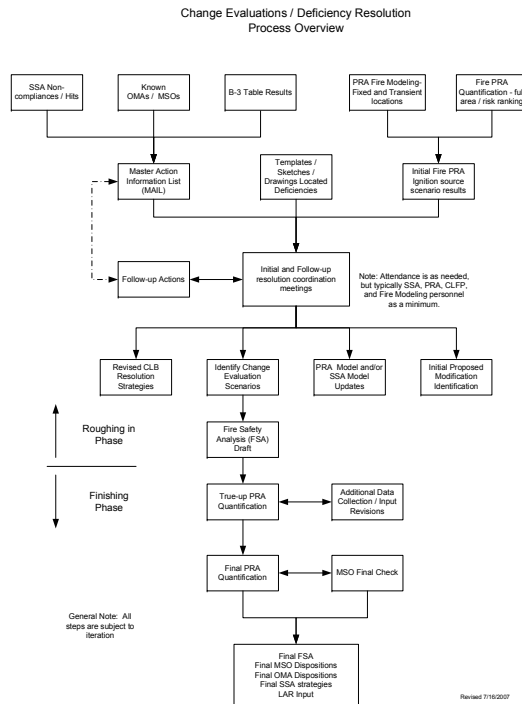 Change Evaluations / Deficiency Resolution
Process Overview
SSA Non-
compliances / Hits
Known
OMAs / MSOs
B-3 Table Results
PRA Fire Modeling-
Fixed and Transient
locations
Fire PRA
Quantification - full
area / risk ranking
Master Action
Information List
(MAIL)
Templates /
Sketches /
Drawings Located
Deficiencies
Initial Fire PRA
Ignition source
scenario results
Follow-up Actions
Initial and Follow-up
resolution coordination
meetings
Note: Attendance is as needed,
but typically SSA, PRA, CLFP,
and Fire Modeling personnel
as a minimum.
Revised CLB
Resolution
Strategies
Identify Change
Evaluation
Scenarios
PRA Model and/or
SSA Model
Updates
Initial Proposed
Modification
Identification
Roughing in
Phase
Fire Safety
Analysis (FSA)
Draft
Finishing
Phase
True-up PRA
Quantification
Additional Data
Collection / Input
Revisions
Final PRA
Quantification
MSO Final Check
General Note: All
steps are subject to
iteration
Final FSA
Final MSO Dispositions
Final OMA Dispositions
Final SSA strategies
LAR Input
Revised 7/16/2007